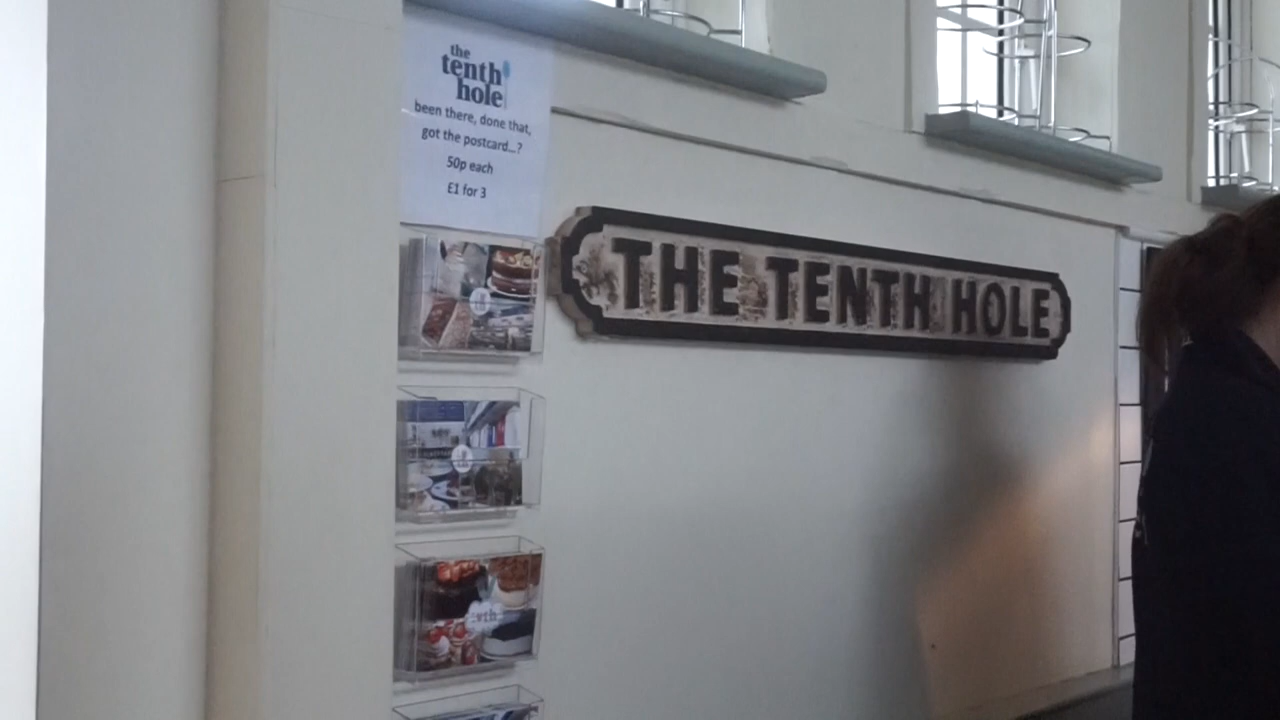 the
tenth
hole
been there, done that,
got the postcard...?
50p each
£1 for 3
THE TENTH HOLE